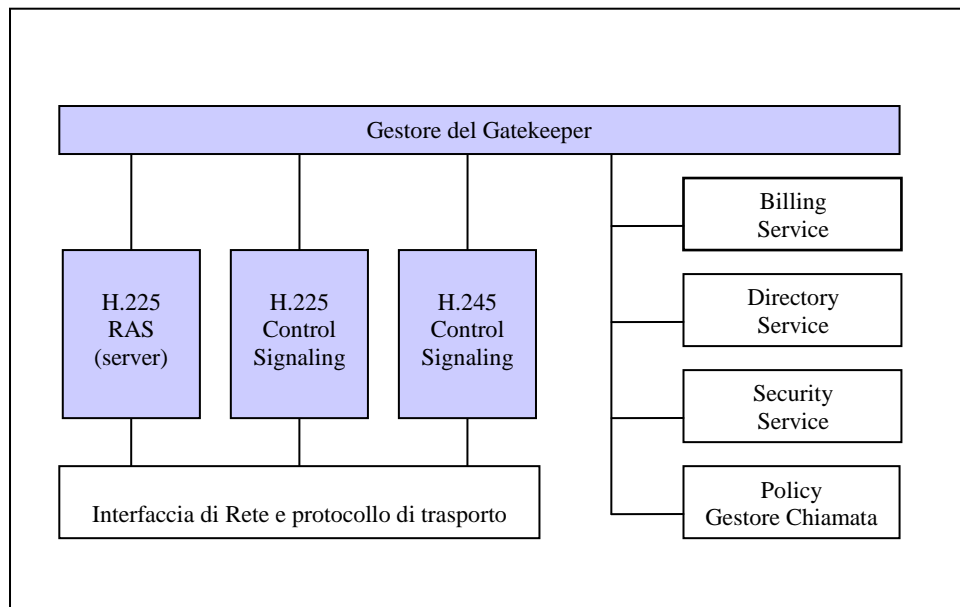 Gestore del Gatekeeper
Billing
Service
H.225
RAS
(server)
H.225
Control
Signaling
H.245
Control
Signaling
Directory
Service
Security
Service
Interfaccia di Rete e protocollo di trasporto
Policy
Gestore Chiamata